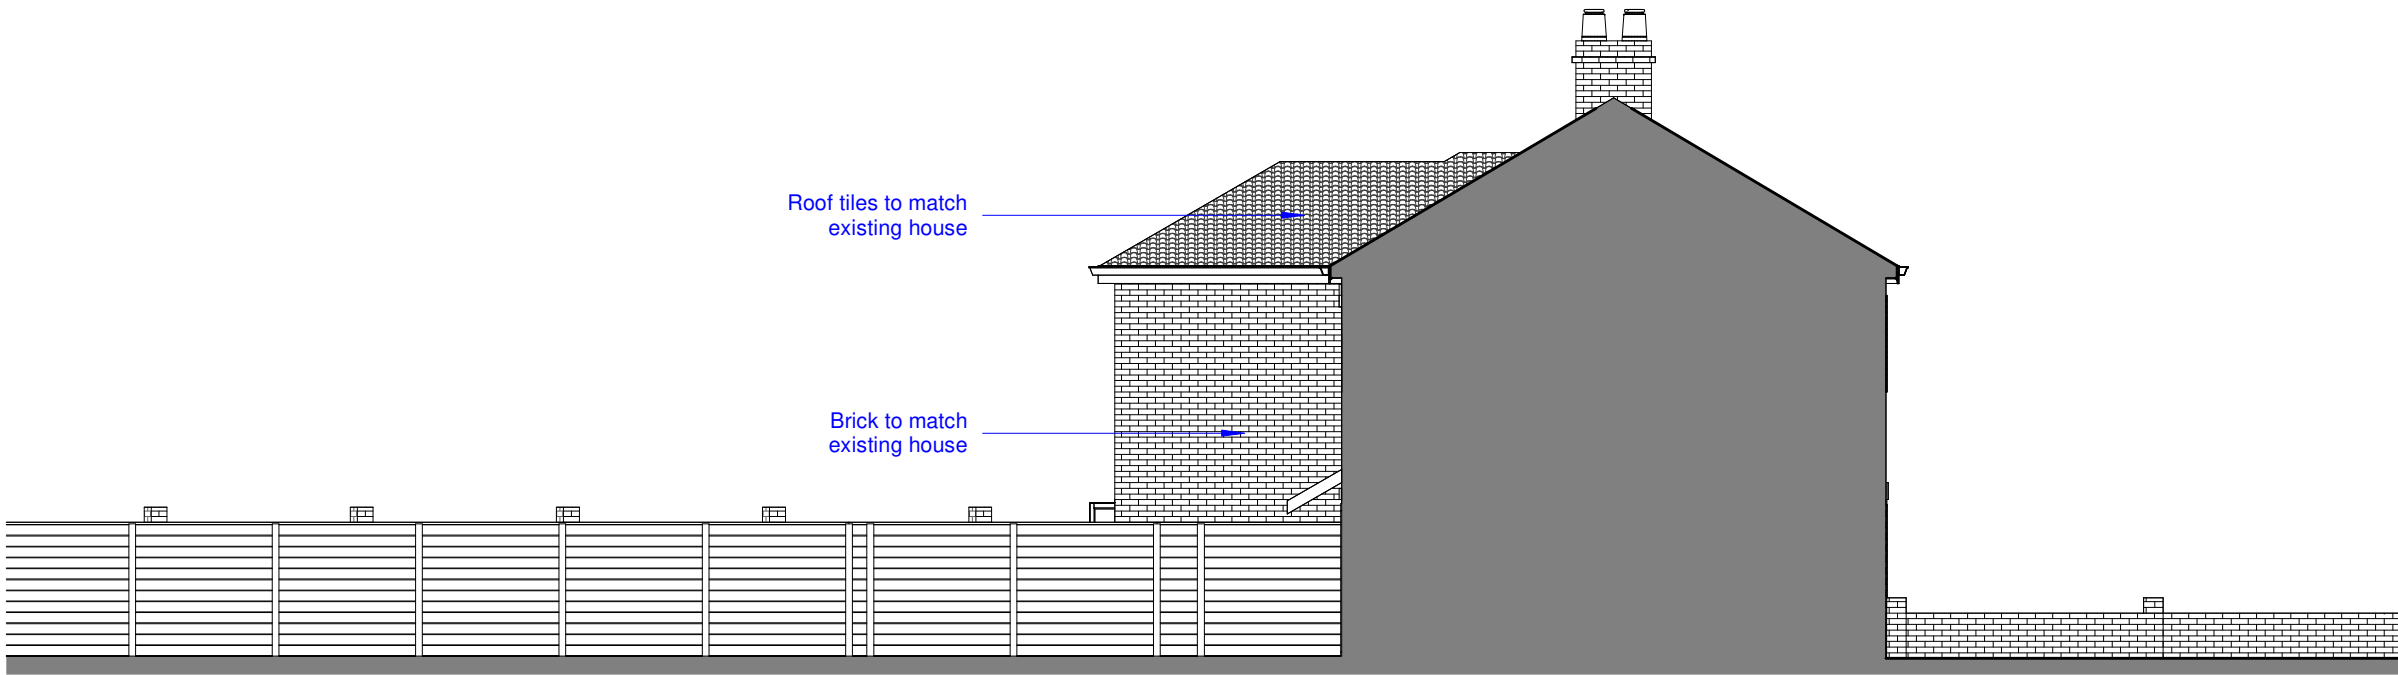 Roof tiles to match
existing house
Brick to match
existing house